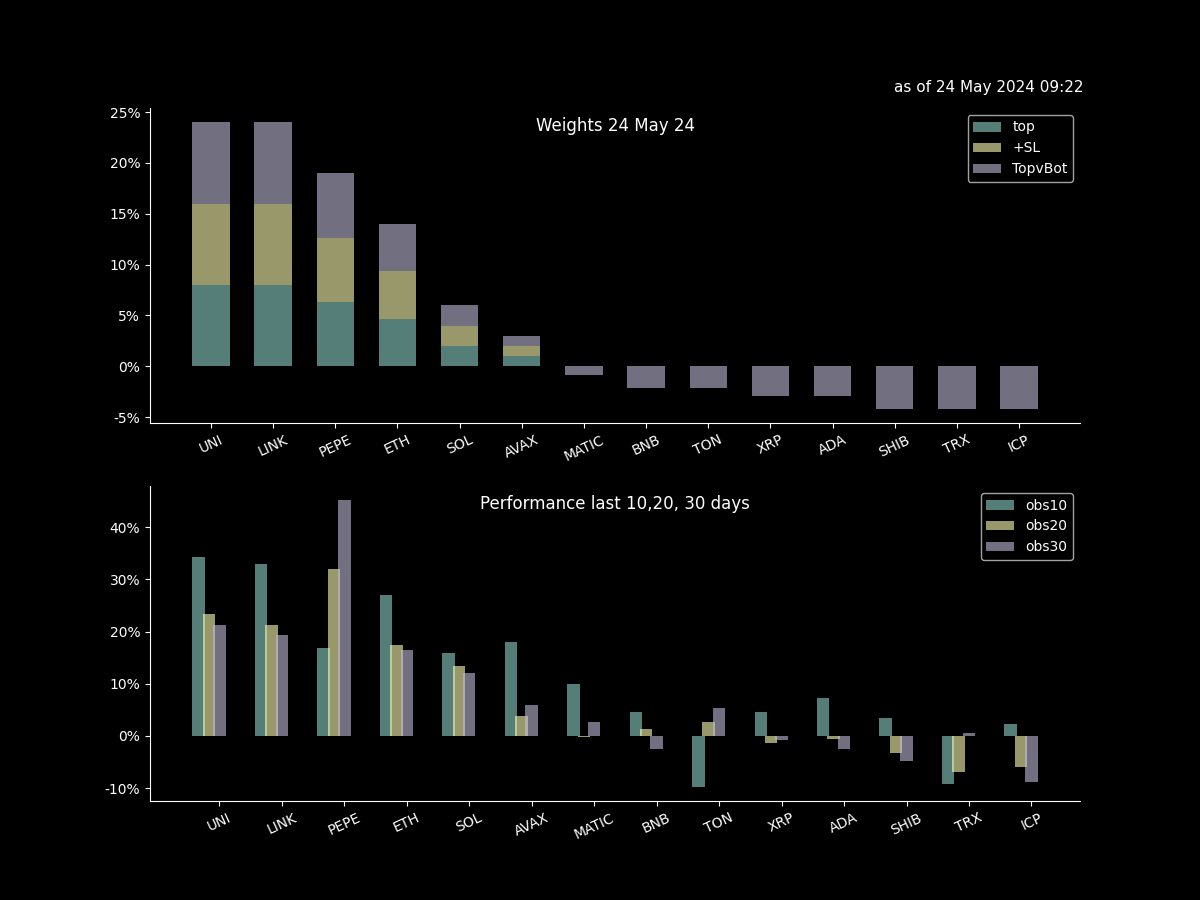 as of 24 May 2024 09:22
Weights 24 May 24
top
+SL
TopvBot
25%
20%
15%
10%
5%
0%
-5%
UNI LINK PEPE ETH SOL AVAX MATIC BNB TON XRP ADA SHIB TRX ICP
Performance last 10,20, 30 days
obs10
obs20
obs30
40%
30%
20%
10%
0%
-10%
UNI LINK PEPE ETH SOL AVAX MATIC BNB TON XRP ADA SHIB TRX ICP